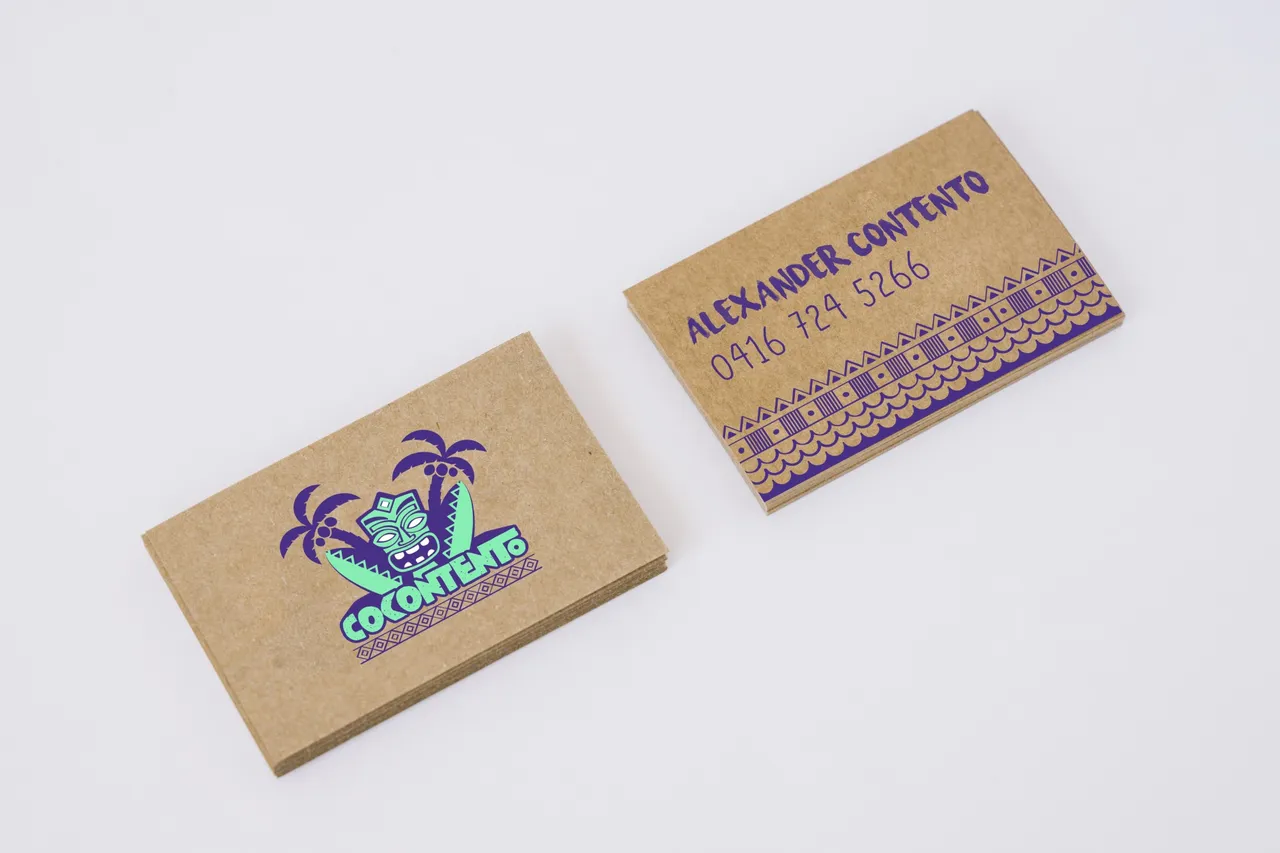 COCONTENTO
ALEXANDER CONTENTO
0416 724 5266